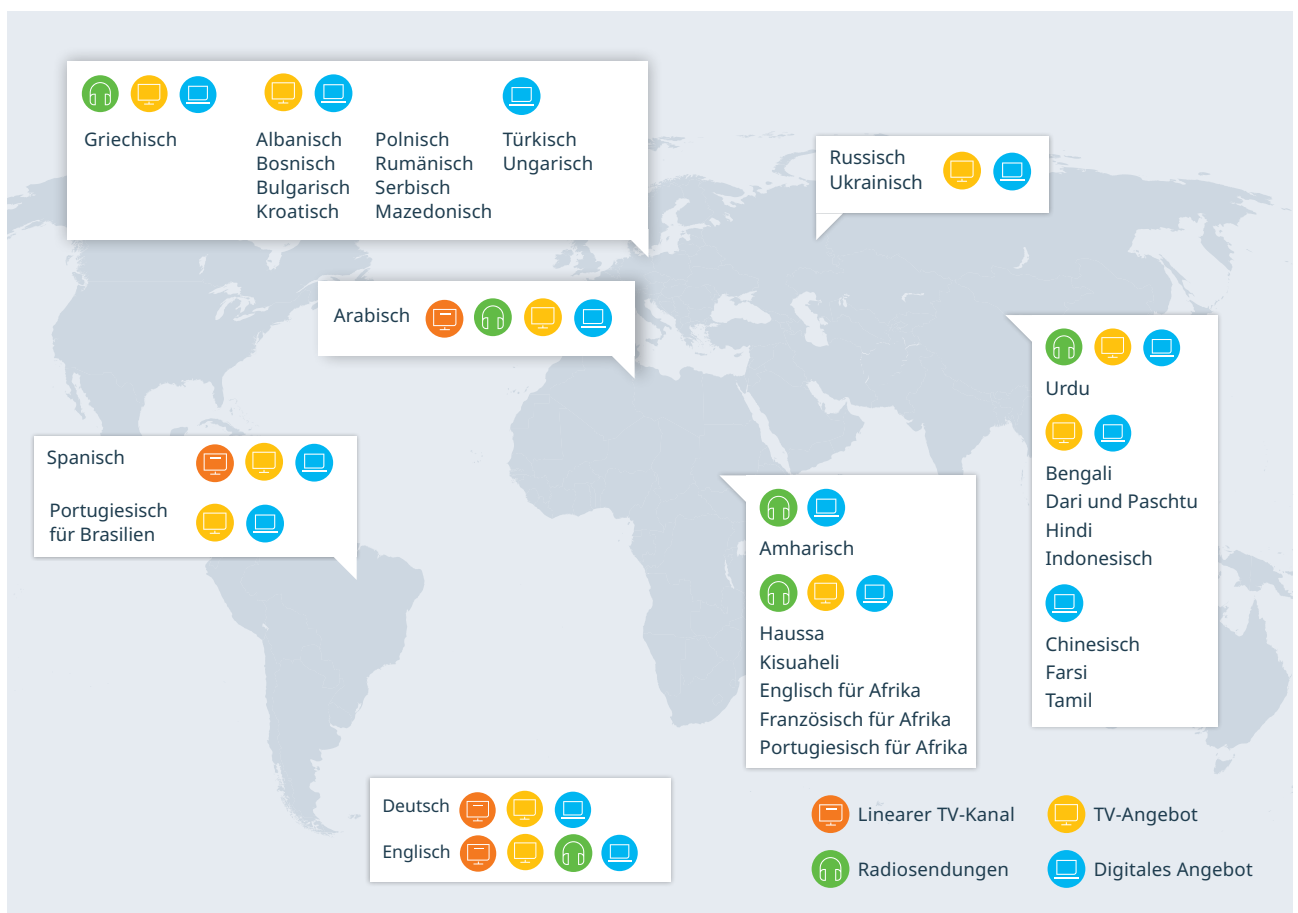 Griechisch
Albanisch
Bosnisch
Bulgarisch
Kroatisch
Polnisch
Rumänisch
Serbisch
Mazedonisch
Türkisch
Ungarisch
Russisch
Ukrainisch
Arabisch
Spanisch
Portugiesisch
für Brasilien
Urdu
Bengali
Dari und Paschtu
Hindi
Indonesisch
Chinesisch
Farsi
Tamil
Amharisch
Haussa
Kisuaheli
Englisch für Afrika
Französisch für Afrika
Portugiesisch für Afrika
Deutsch
Englisch
Linearer TV-Kanal
TV-Angebot
Radiosendungen
Digitales Angebot